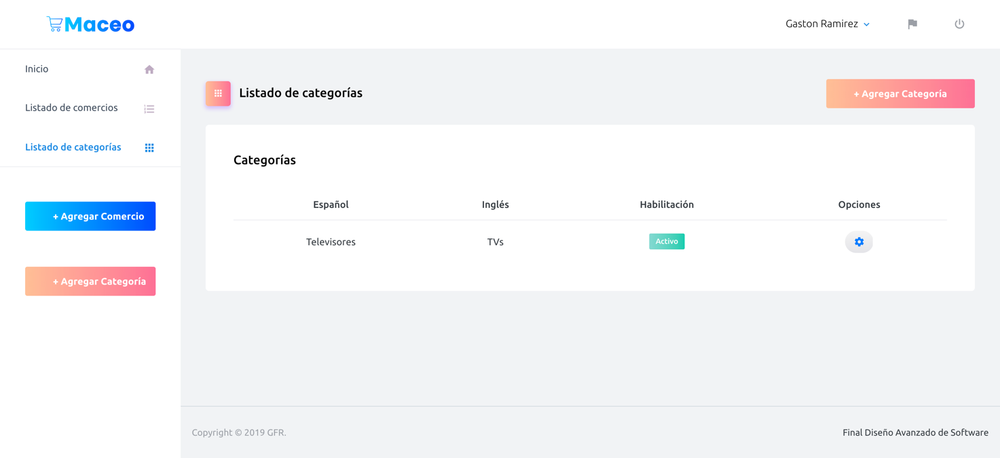 Maceo
Gaston Ramirez
Inicio
Listado de comercios
Listado de categorías
+ Agregar Comercio
+ Agregar Categoría
Listado de categorías
+ Agregar Categoría
Categorías
Español Inglés Habilitación Opciones
Televisores TVs Activo
Copyright © 2019 GFR.
Final Diseño Avanzado de Software